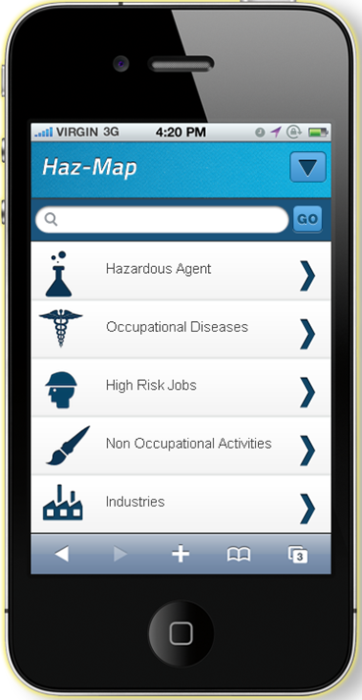 VIRGIN 3G 4:20 PM
Haz-Map
GO
Hazardous Agent
Occupational Diseases
High Risk Jobs
Non Occupational Activities
Industries
3